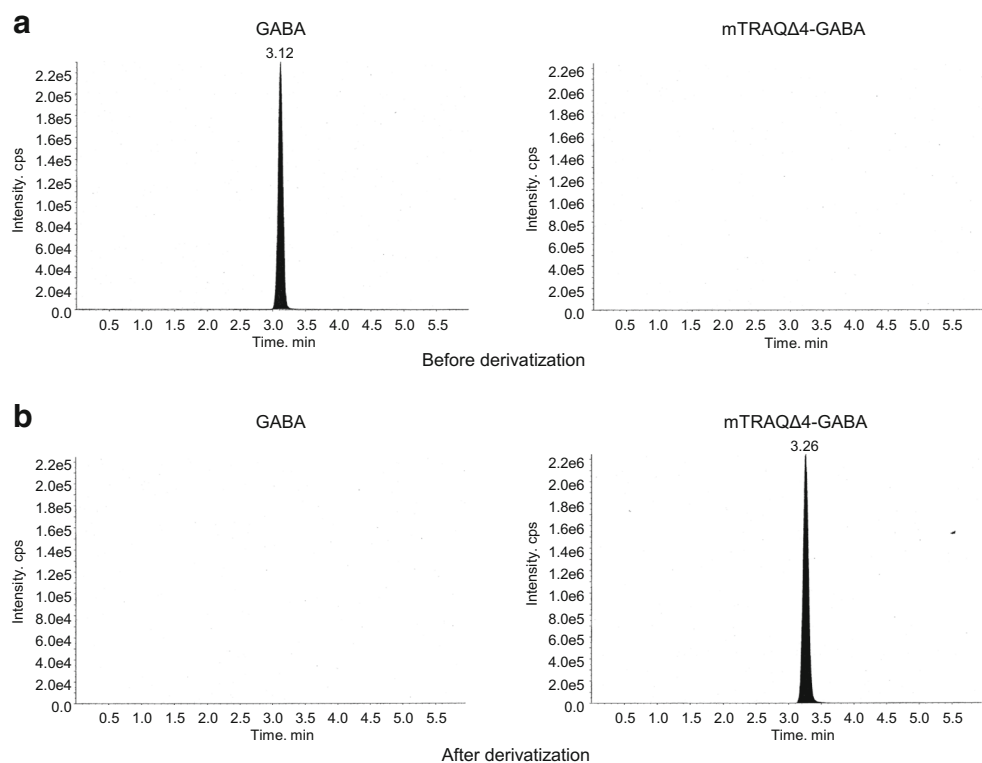 a
GABA
mTRAQΔ4-GABA
3.12
Intensity. cps
2.2e5
2.0e5
1.8e5
1.6e5
1.4e5
1.2e5
1.0e5
8.0e4
6.0e4
4.0e4
2.0e4
0.0
0.5 1.0 1.5 2.0 2.5 3.0 3.5 4.0 4.5 5.0 5.5
Time. min
Intensity. cps
2.2e6
2.0e6
1.8e6
1.6e6
1.4e6
1.2e6
1.0e6
8.0e5
6.0e5
4.0e5
2.0e5
0.0
0.5 1.0 1.5 2.0 2.5 3.0 3.5 4.0 4.5 5.0 5.5
Time. min
Before derivatization
b
GABA
mTRAQΔ4-GABA
Intensity. cps
2.2e5
2.0e5
1.8e5
1.6e5
1.4e5
1.2e5
1.0e5
8.0e4
6.0e4
4.0e4
2.0e4
0.0
0.5 1.0 1.5 2.0 2.5 3.0 3.5 4.0 4.5 5.0 5.5
Time. min
3.26
Intensity. cps
2.2e6
2.0e6
1.8e6
1.6e6
1.4e6
1.2e6
1.0e6
8.0e5
6.0e5
4.0e5
2.0e5
0.0
0.5 1.0 1.5 2.0 2.5 3.0 3.5 4.0 4.5 5.0 5.5
Time. min
After derivatization